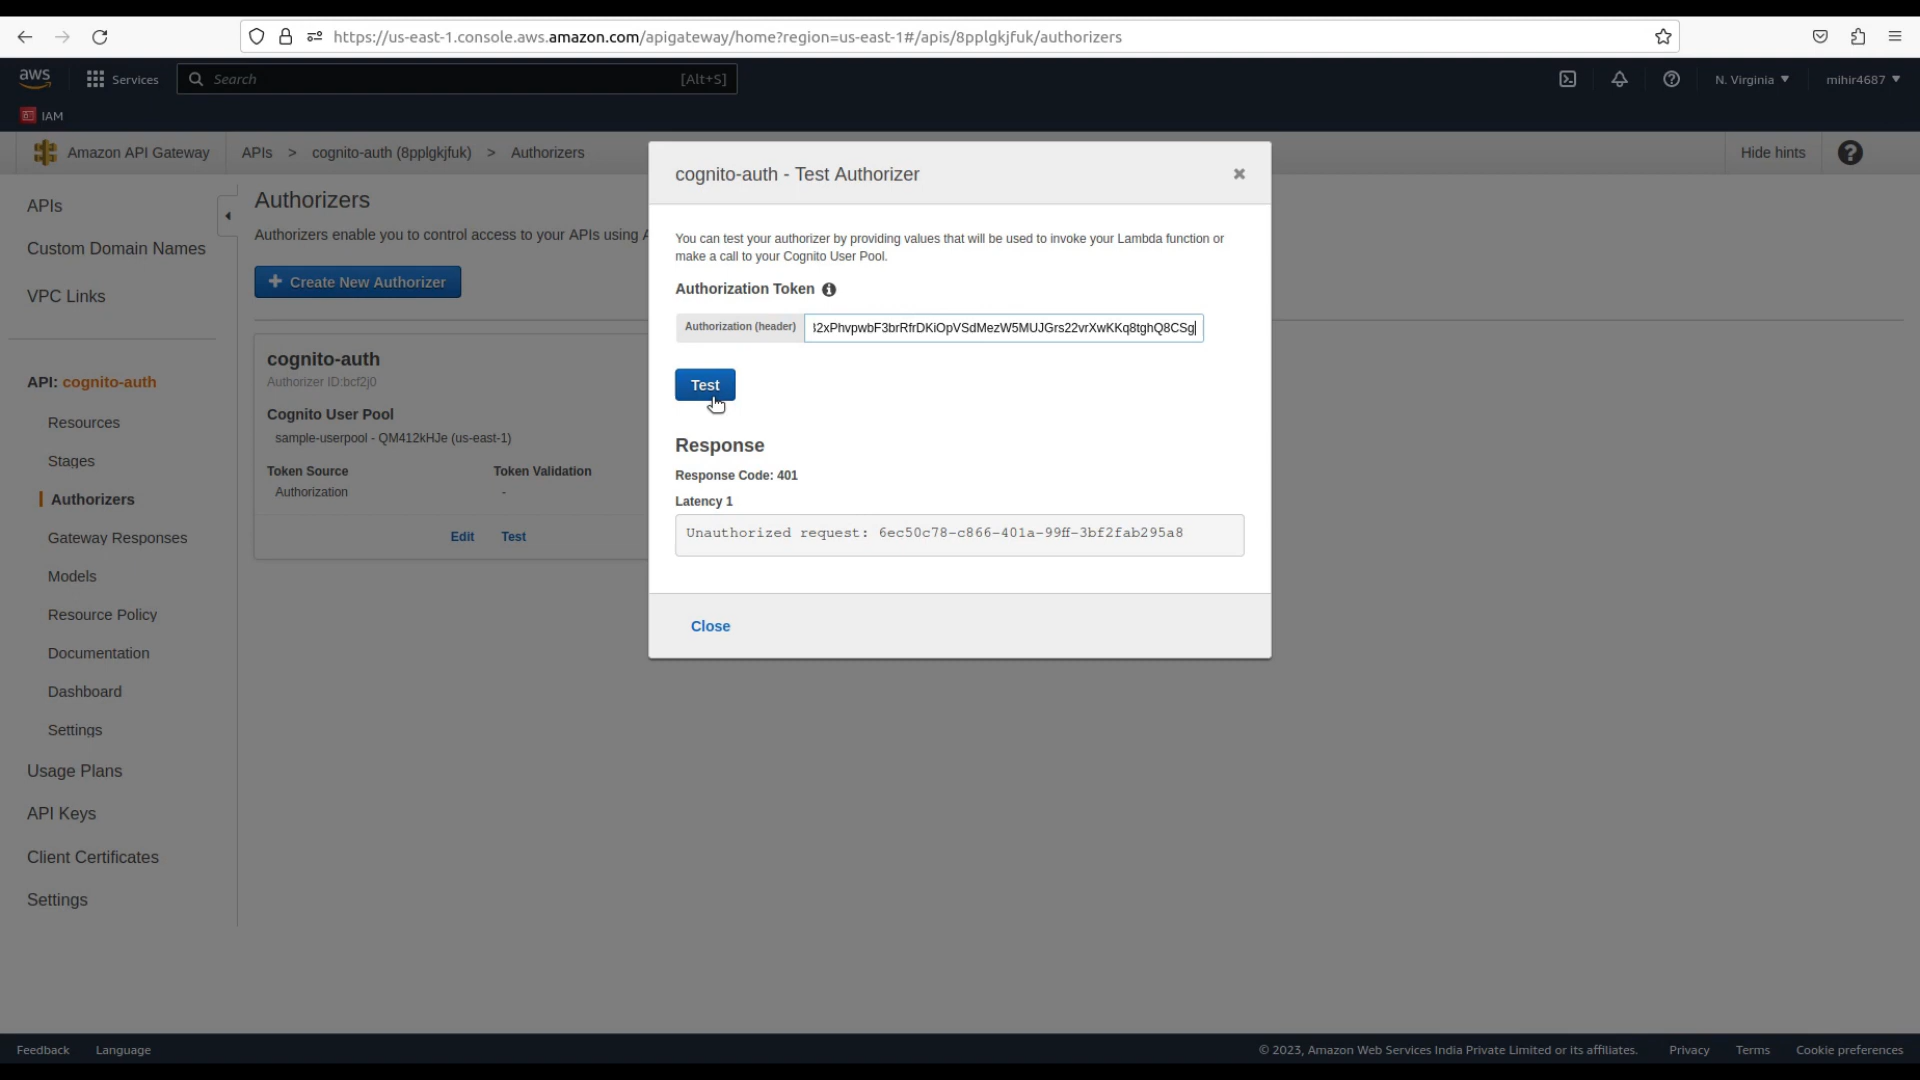 https://us-east-1.console.aws.amazon.com/apigateway/home?region=us-east-1#/apis/8pplgkjfuk/authorizers
aws
Services
Search
[Alt+S]
N. Virginia
mihir4687
IAM
Amazon API Gateway
APIs > cognito-auth (8pplgkjfuk) > Authorizers
Hide hints
?
APIs
Custom Domain Names
VPC Links
API: cognito-auth
Resources
Stages
Authorizers
Gateway Responses
Models
Resource Policy
Documentation
Dashboard
Settings
Usage Plans
API Keys
Client Certificates
Settings
Authorizers
Authorizers enable you to control access to your APIs using
+ Create New Authorizer
cognito-auth
Authorizer ID:bcf2j0
Cognito User Pool
sample-userpool - QM412kHJe (us-east-1)
Token Source
Token Validation
Authorization
-
Edit
Test
cognito-auth - Test Authorizer
×
You can test your authorizer by providing values that will be used to invoke your Lambda function or
make a call to your Cognito User Pool.
Authorization Token
Authorization (header)
2xPhvpwbF3brRfrDKiOpVSdMezW5MUJGrs22vrXwKKq8tghQ8CSg
Test
Response
Response Code: 401
Latency 1
Unauthorized request: 6ec50c78-c866-401a-99ff-3bf2fab295a8
Close
Feedback
Language
© 2023, Amazon Web Services India Private Limited or its affiliates.
Privacy
Terms
Cookie preferences